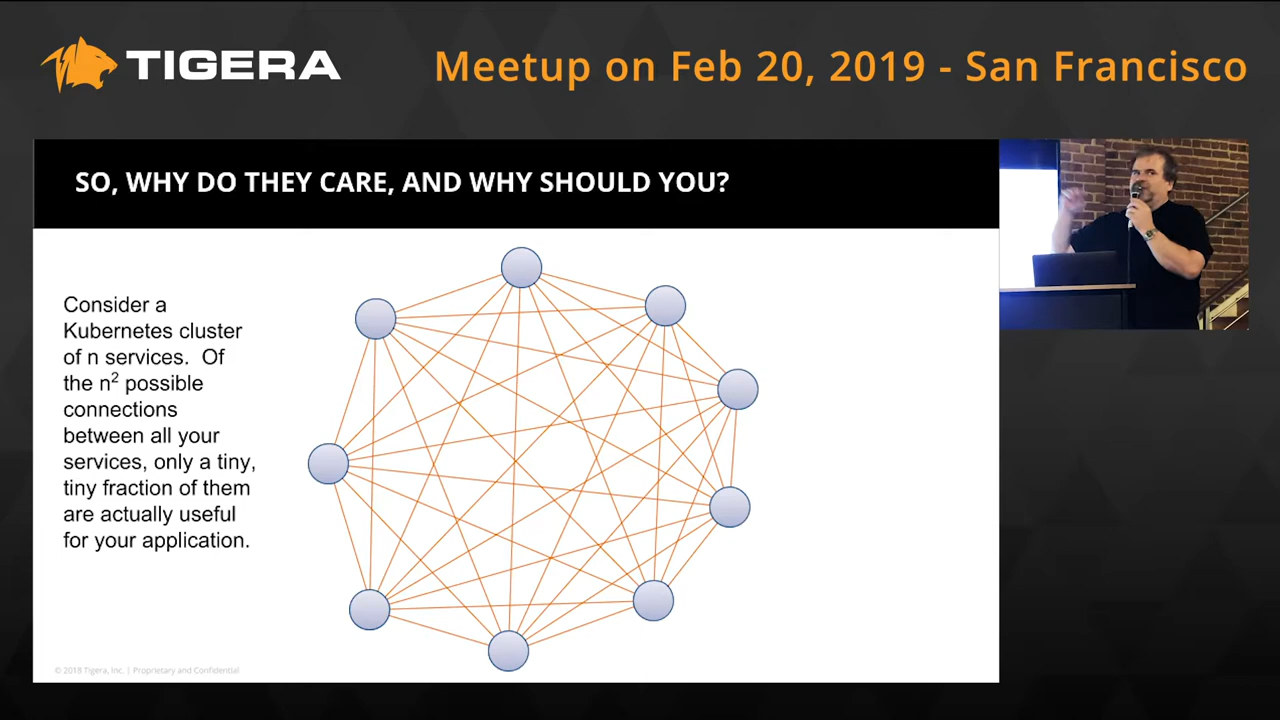 TIGERA
Meetup on Feb 20, 2019 - San Francisco
SO, WHY DO THEY CARE, AND WHY SHOULD YOU?
Consider a
Kubernetes cluster
of n services. Of
the n² possible
connections
between all your
services, only a tiny,
tiny fraction of them
are actually useful
for your application.
© 2018 Tigera, Inc. | Proprietary and Confidential